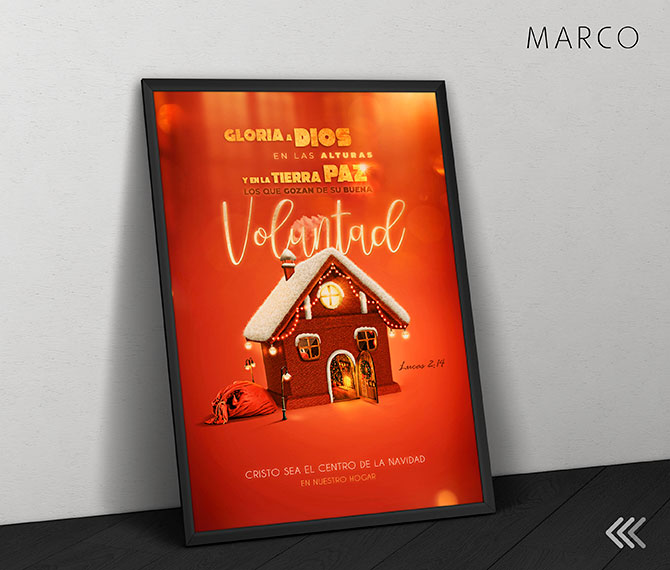 MARCO
GLORIA A DIOS
EN LAS ALTURAS
Y EN LA TIERRA PAZ
LOS QUE GOZAN DE SU BUENA
Volantad
Lucas 2:14
CRISTO SEA EL CENTRO DE LA NAVIDAD
EN NUESTRO HOGAR